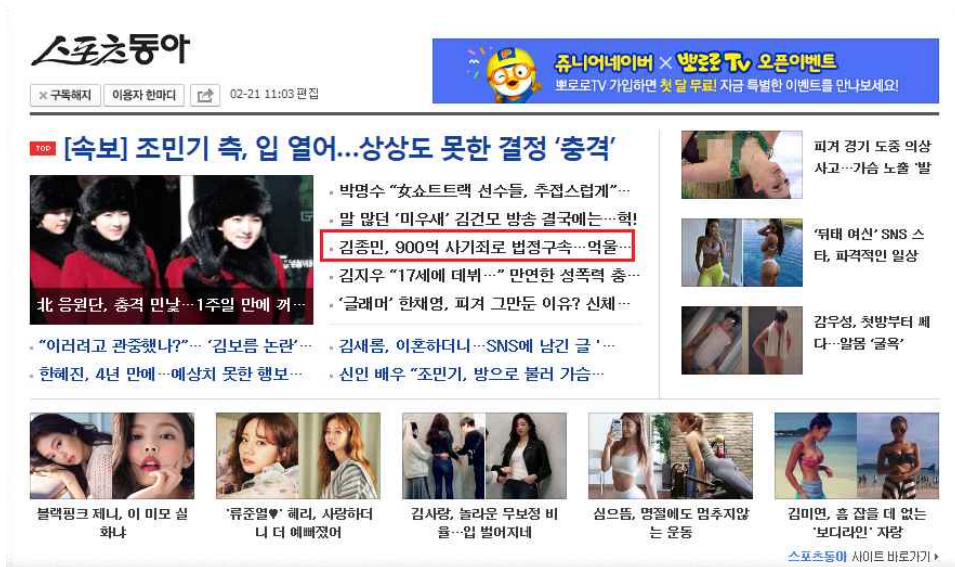 스포츠동아
쥬니어네이버 × 뽀로로 TV 오픈이벤트
뽀로로TV 가입하면 첫 달 무료! 지금 특별한 이벤트를 만나보세요!
× 구독해지 이용자 한마디 02-21 11:03 편집
TOP [속보] 조민기 측, 입 열어...상상도 못한 결정 ‘충격’
北 응원단, 충격 민낯…1주일 만에 꺼…
박명수 “女쇼트트랙 선수들, 추접스럽게”…
말 많던 ‘미우새’ 김건모 방송 결국에는…헉!
김종민, 900억 사기죄로 법정구속…억울…
김지우 “17세에 데뷔…” 만연한 성폭력 충…
‘글래머’ 한채영, 피겨 그만둔 이유? 신체…
“이러려고 관중했나?”… ‘김보름 논란’…
한혜진, 4년 만에…예상치 못한 행보…
김새롬, 이혼하더니…SNS에 남긴 글 '…
신인 배우 “조민기, 방으로 불러 가슴…
피겨 경기 도중 의상
사고…가슴 노출 '발
‘뒤태 여신’ SNS 스
타, 파격적인 일상
감우성, 첫방부터 쎄
다…알몸 ‘굴욕’
블랙핑크 제니, 이 미모 실
화냐
'류준열♥' 혜리, 사랑하더
니 더 예뻐졌어
김사랑, 놀라운 무보정 비
율…입 벌어지네
심으뜸, 명절에도 멈추지않
는 운동
김미연, 흠 잡을 데 없는
'보디라인' 자랑
스포츠동아 사이트 바로가기